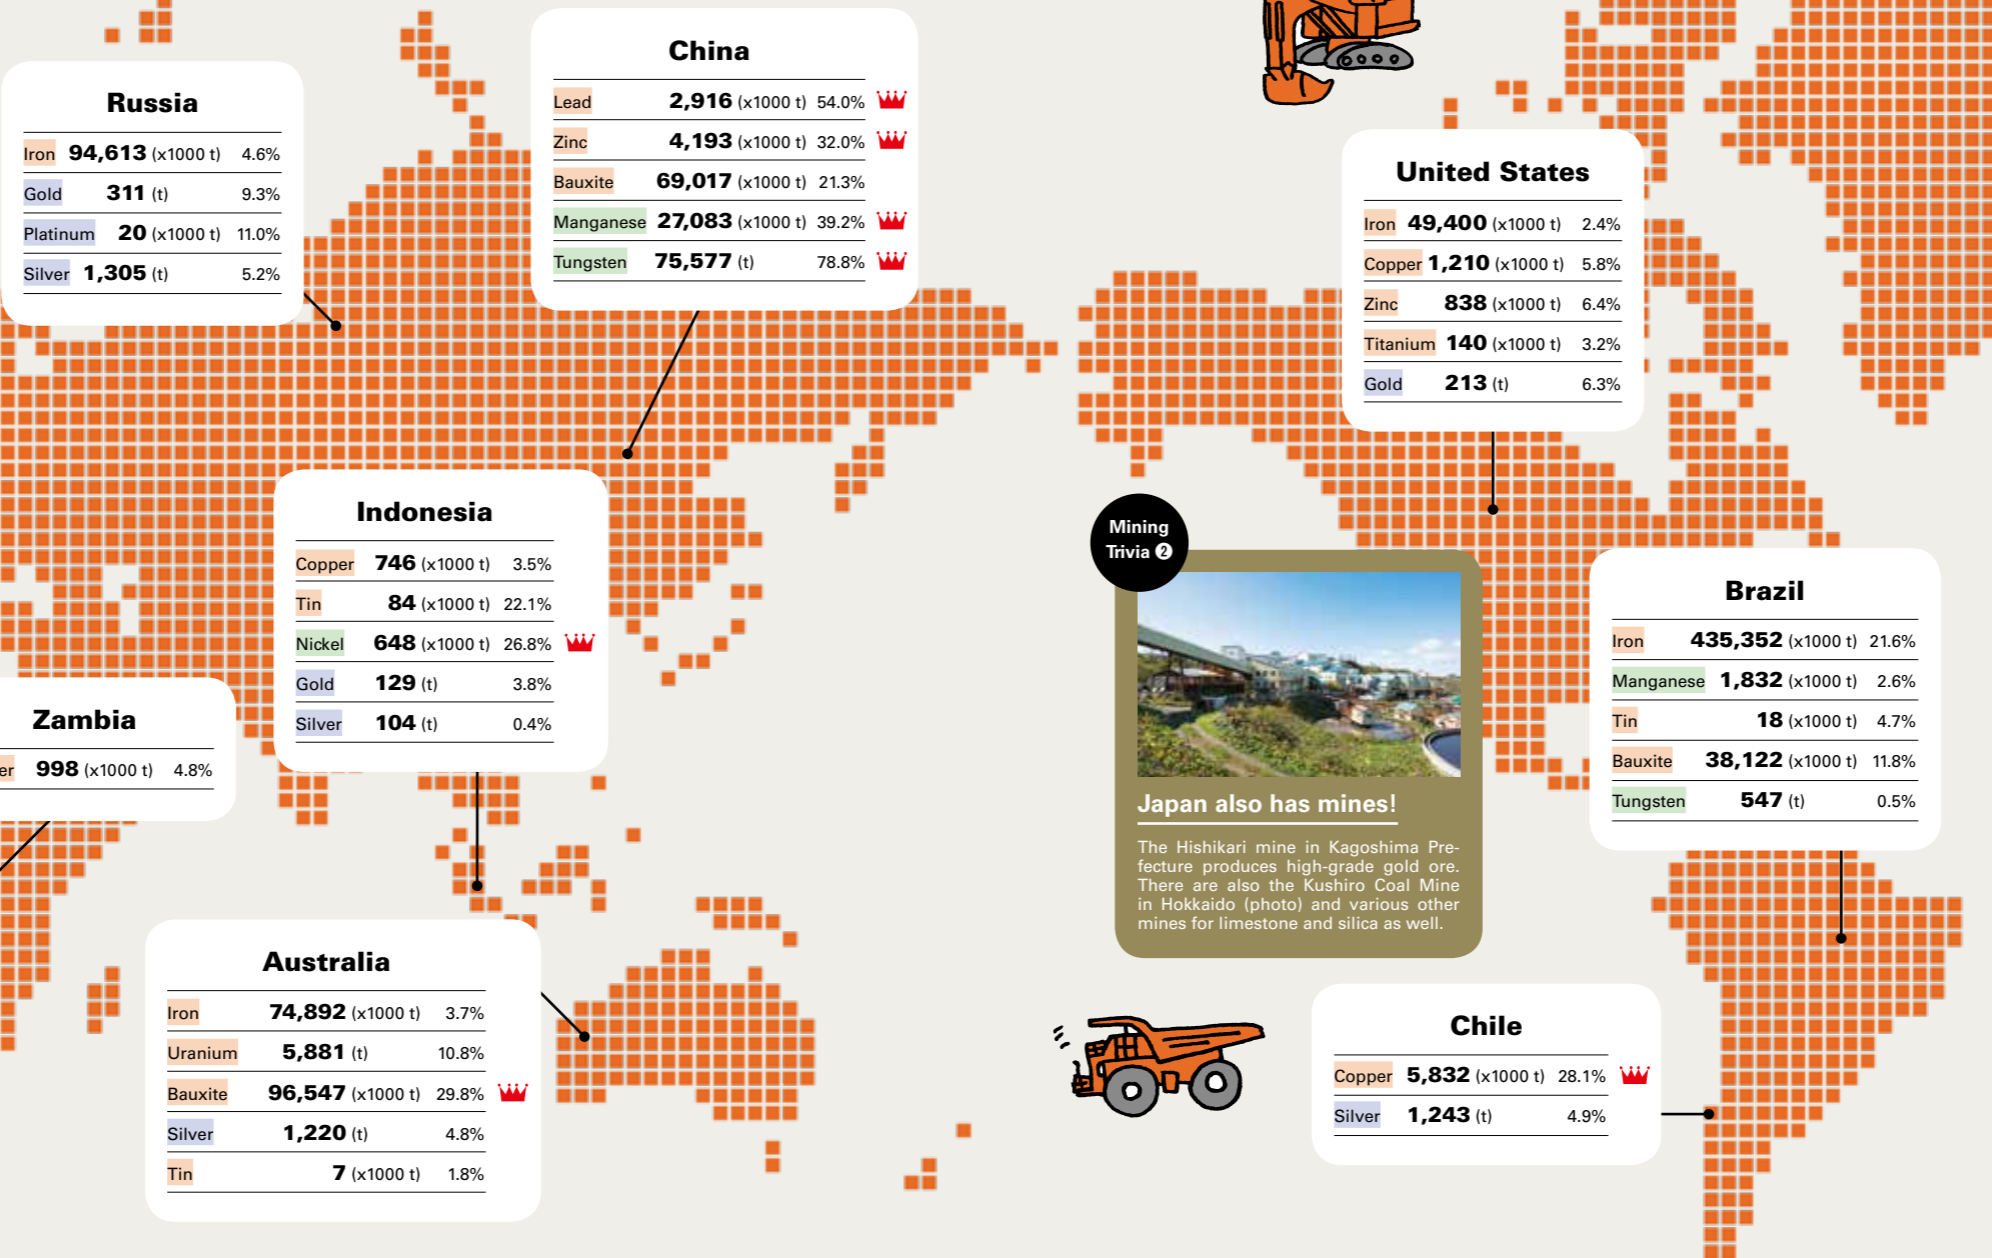 Russia
Iron 94,613 (x1000 t) 4.6%
Gold 311 (t) 9.3%
Platinum 20 (x1000 t) 11.0%
Silver 1,305 (t) 5.2%
China
Lead 2,916 (x1000 t) 54.0%
Zinc 4,193 (x1000 t) 32.0%
Bauxite 69,017 (x1000 t) 21.3%
Manganese 27,083 (x1000 t) 39.2%
Tungsten 75,577 (t) 78.8%
United States
Iron 49,400 (x1000 t) 2.4%
Copper 1,210 (x1000 t) 5.8%
Zinc 838 (x1000 t) 6.4%
Titanium 140 (x1000 t) 3.2%
Gold 213 (t) 6.3%
Indonesia
Copper 746 (x1000 t) 3.5%
Tin 84 (x1000 t) 22.1%
Nickel 648 (x1000 t) 26.8%
Gold 129 (t) 3.8%
Silver 104 (t) 0.4%
Mining
Trivia ❷
Japan also has mines!
The Hishikari mine in Kagoshima Pre-
fecture produces high-grade gold ore.
There are also the Kushiro Coal Mine
in Hokkaido (photo) and various other
mines for limestone and silica as well.
Brazil
Iron 435,352 (x1000 t) 21.6%
Manganese 1,832 (x1000 t) 2.6%
Tin 18 (x1000 t) 4.7%
Bauxite 38,122 (x1000 t) 11.8%
Tungsten 547 (t) 0.5%
Zambia
er 998 (x1000 t) 4.8%
Australia
Iron 74,892 (x1000 t) 3.7%
Uranium 5,881 (t) 10.8%
Bauxite 96,547 (x1000 t) 29.8%
Silver 1,220 (t) 4.8%
Tin 7 (x1000 t) 1.8%
Chile
Copper 5,832 (x1000 t) 28.1%
Silver 1,243 (t) 4.9%